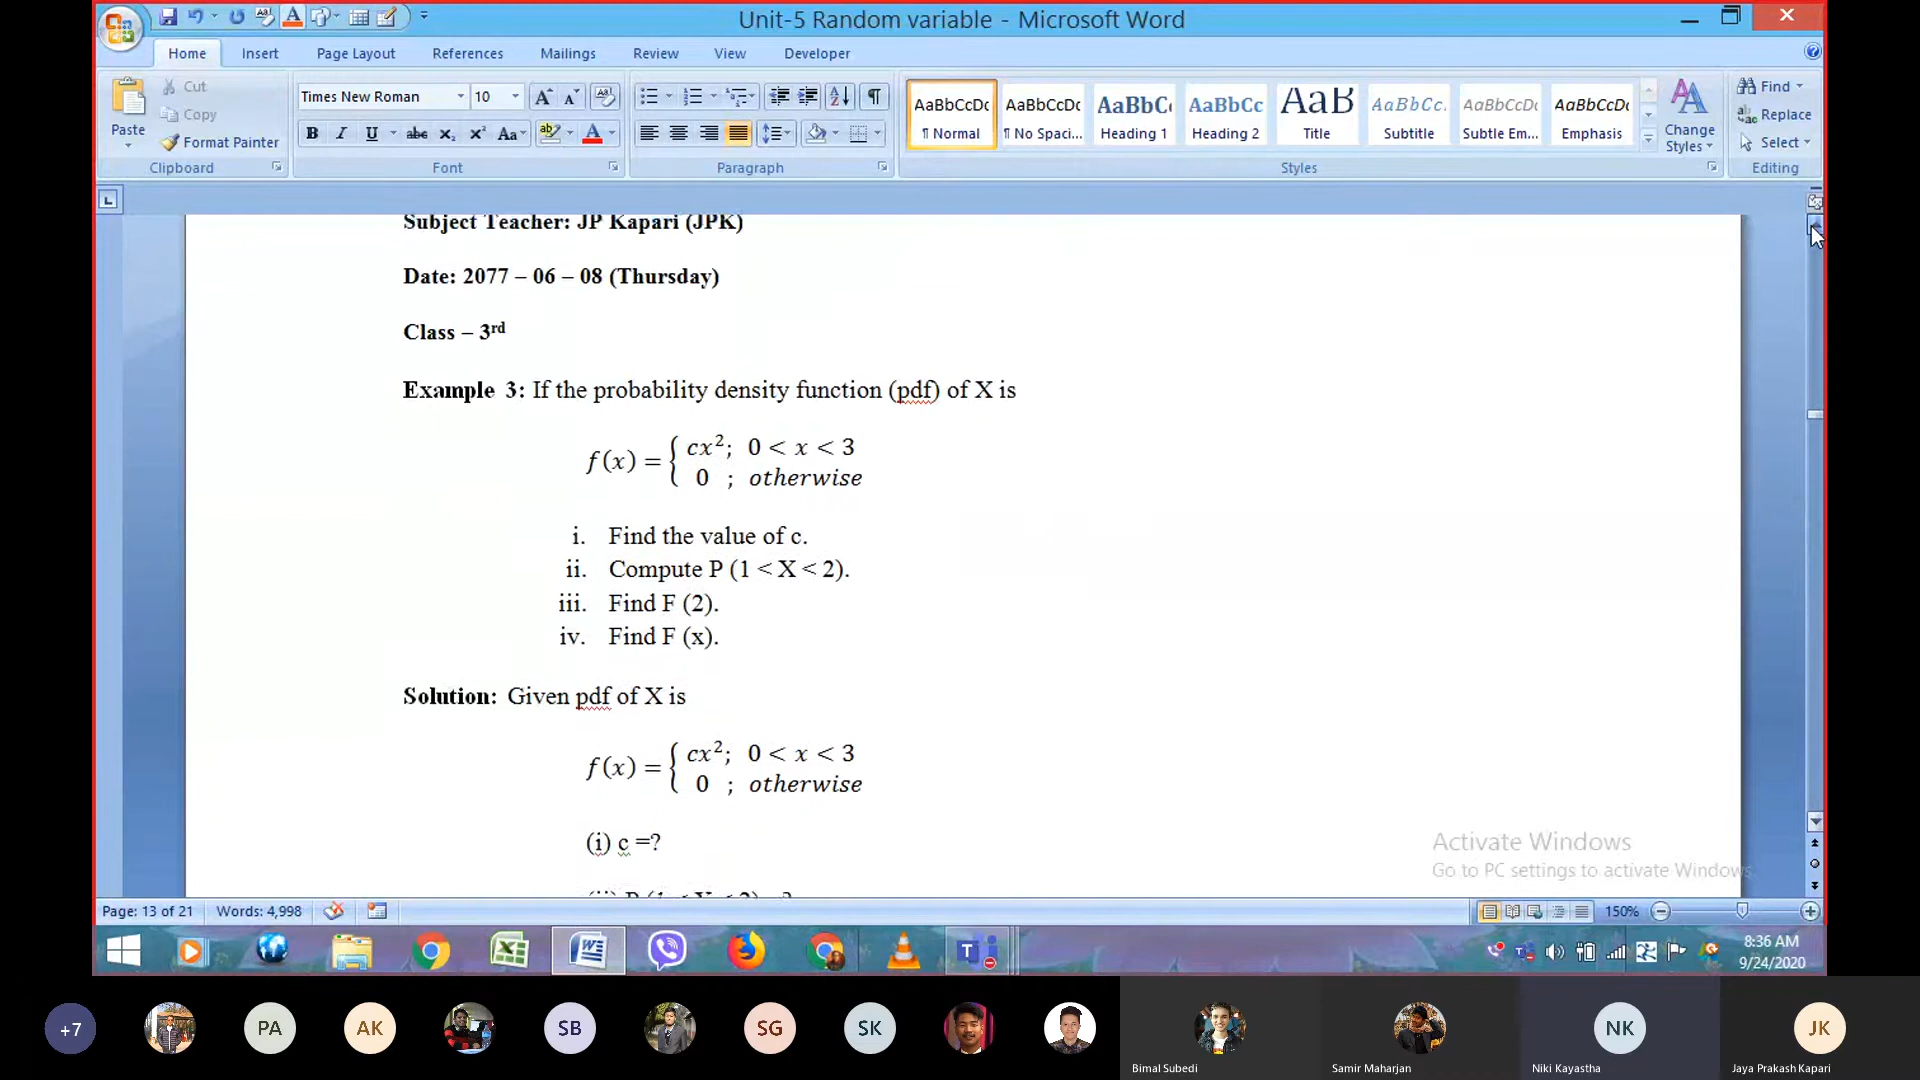 Unit-5 Random variable - Microsoft Word
Home Insert Page Layout References Mailings Review View Developer
Paste
Cut
Copy
Format Painter
Clipboard
Times New Roman 10
Font
Paragraph
AaBbCcDc AaBbCcDc AaBbC AaBbCc AaB AaBbCc. AaBbCcDc AaBbCcDc
¶ Normal ¶ No Spaci... Heading 1 Heading 2 Title Subtitle Subtle Em... Emphasis
Change Styles
Styles
Find
Replace
Select
Editing
Subject Teacher: JP Kapari (JPK)
Date: 2077 – 06 – 08 (Thursday)
Class – 3rd
Example 3: If the probability density function (pdf) of X is
f(x) = { cx²; 0 < x < 3
0 ; otherwise
i. Find the value of c.
ii. Compute P (1 < X < 2).
iii. Find F (2).
iv. Find F (x).
Solution: Given pdf of X is
f(x) = { cx²; 0 < x < 3
0 ; otherwise
(i) c =?
Activate Windows
Go to PC settings to activate Windows.
Page: 13 of 21 Words: 4,998 150%
8:36 AM
9/24/2020
+7 PA AK SB SG SK NK JK
Bimal Subedi Samir Maharjan Niki Kayastha Jaya Prakash Kapari